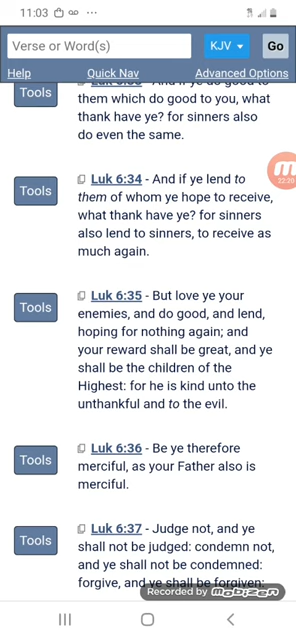 11:03
Verse or Word(s)
KJV
Go
Help
Quick Nav
Advanced Options
Tools
them which do good to you, what
thank have ye? for sinners also
do even the same.
Tools
Luk 6:34 - And if ye lend to
them of whom ye hope to receive,
what thank have ye? for sinners
also lend to sinners, to receive as
much again.
22:20
Tools
Luk 6:35 - But love ye your
enemies, and do good, and lend,
hoping for nothing again; and
your reward shall be great, and ye
shall be the children of the
Highest: for he is kind unto the
unthankful and to the evil.
Tools
Luk 6:36 - Be ye therefore
merciful, as your Father also is
merciful.
Tools
Luk 6:37 - Judge not, and ye
shall not be judged: condemn not,
and ye shall not be condemned:
forgive, and ye shall be forgiven:
Recorded by mobizen